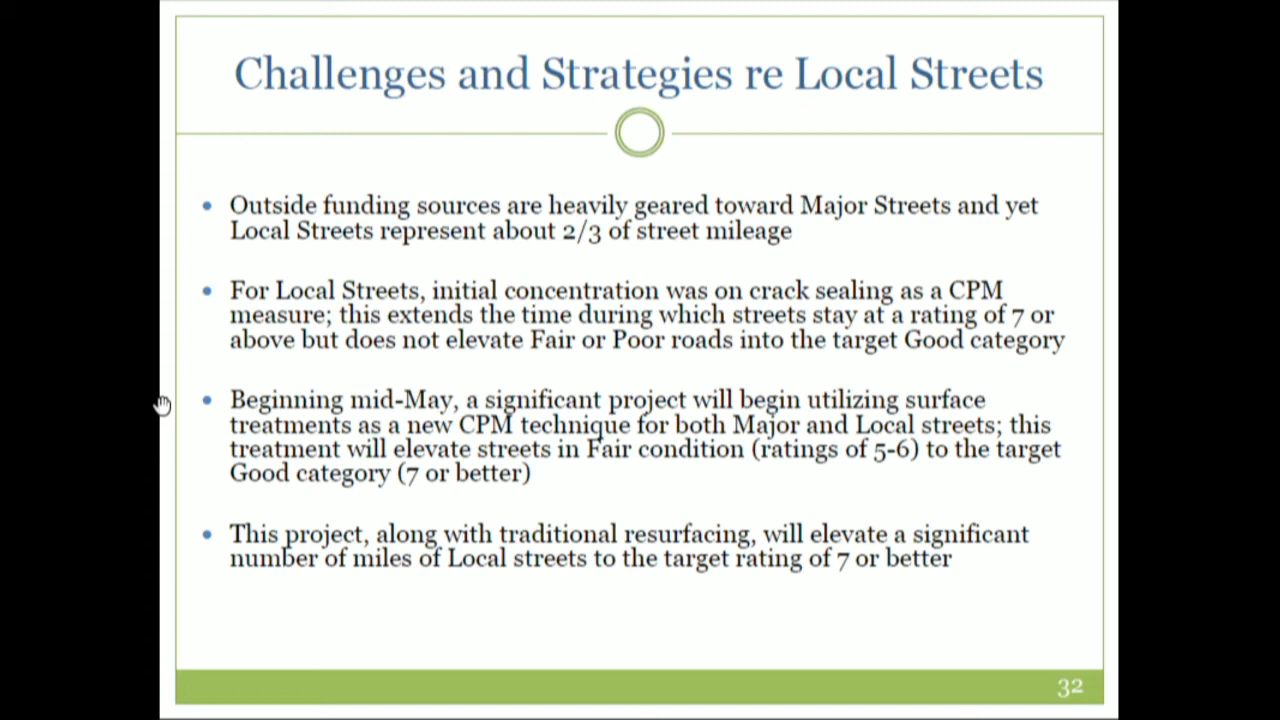 Challenges and Strategies re Local Streets
• Outside funding sources are heavily geared toward Major Streets and yet
Local Streets represent about 2/3 of street mileage
• For Local Streets, initial concentration was on crack sealing as a CPM
measure; this extends the time during which streets stay at a rating of 7 or
above but does not elevate Fair or Poor roads into the target Good category
• Beginning mid-May, a significant project will begin utilizing surface
treatments as a new CPM technique for both Major and Local streets; this
treatment will elevate streets in Fair condition (ratings of 5-6) to the target
Good category (7 or better)
• This project, along with traditional resurfacing, will elevate a significant
number of miles of Local streets to the target rating of 7 or better
32